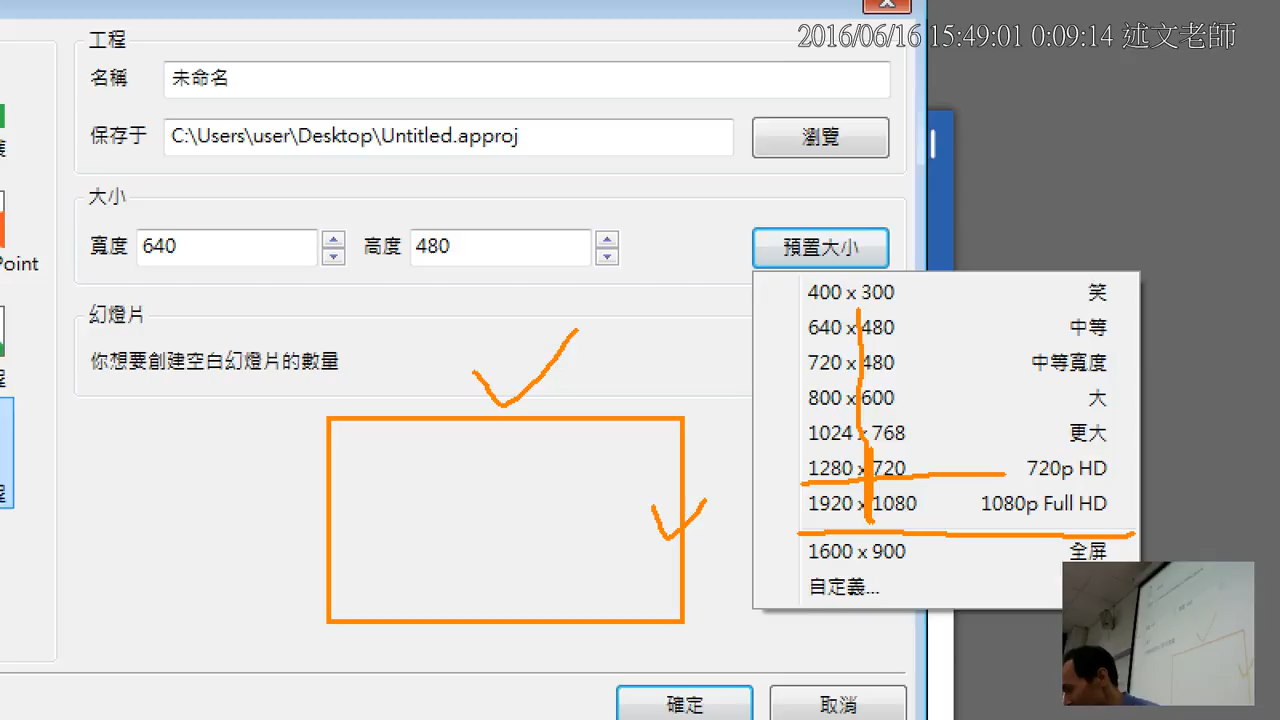 2016/06/16 15:49:01 0:09:14 述文老師
工程
名稱 未命名
保存于 C:\Users\user\Desktop\Untitled.approj 瀏覽
大小
寬度 640 高度 480 預置大小
Point
幻燈片
你想要創建空白幻燈片的數量
400 x 300 笑
640 x 480 中等
720 x 480 中等寬度
800 x 600 大
1024 x 768 更大
1280 x 720 720p HD
1920 x 1080 1080p Full HD
1600 x 900 全屏
自定義...
確定 取消